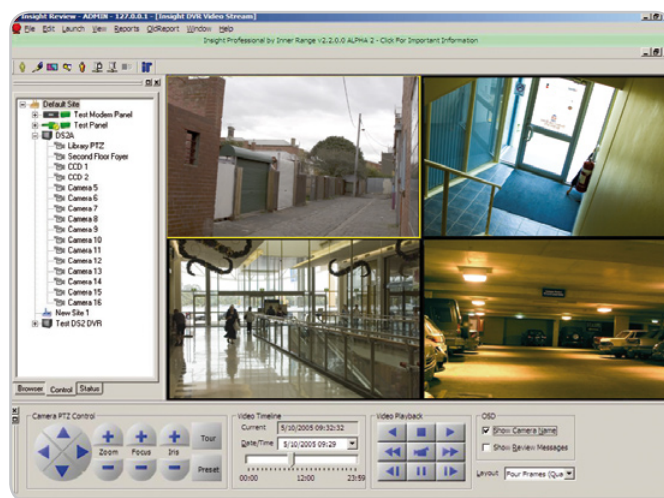 Insight Review - ADMIN - 127.0.0.1 - [Insight DVR Video Stream]
File Edit Launch View Reports OldReport Window Help
Insight Professional by Inner Range v2.2.0.0 ALPHA 2 - Click For Important Information
Default Site
Test Modem Panel
Test Panel
DS2A
Library PTZ
Second Floor Foyer
CCD 1
CCD 2
Camera 5
Camera 6
Camera 7
Camera 8
Camera 9
Camera 10
Camera 11
Camera 12
Camera 13
Camera 14
Camera 15
Camera 16
New Site 1
Test DS2 DVR
Browser Control Status
Camera PTZ Control
Zoom Focus Iris
Tour
Preset
Video Timeline
Current 5/10/2005 09:32:32
Date/Time 5/10/2005 09:29
00:00 12:00 23:59
Video Playback
OSD
Show Camera Name
Show Review Messages
Layout Four Frames (Qua